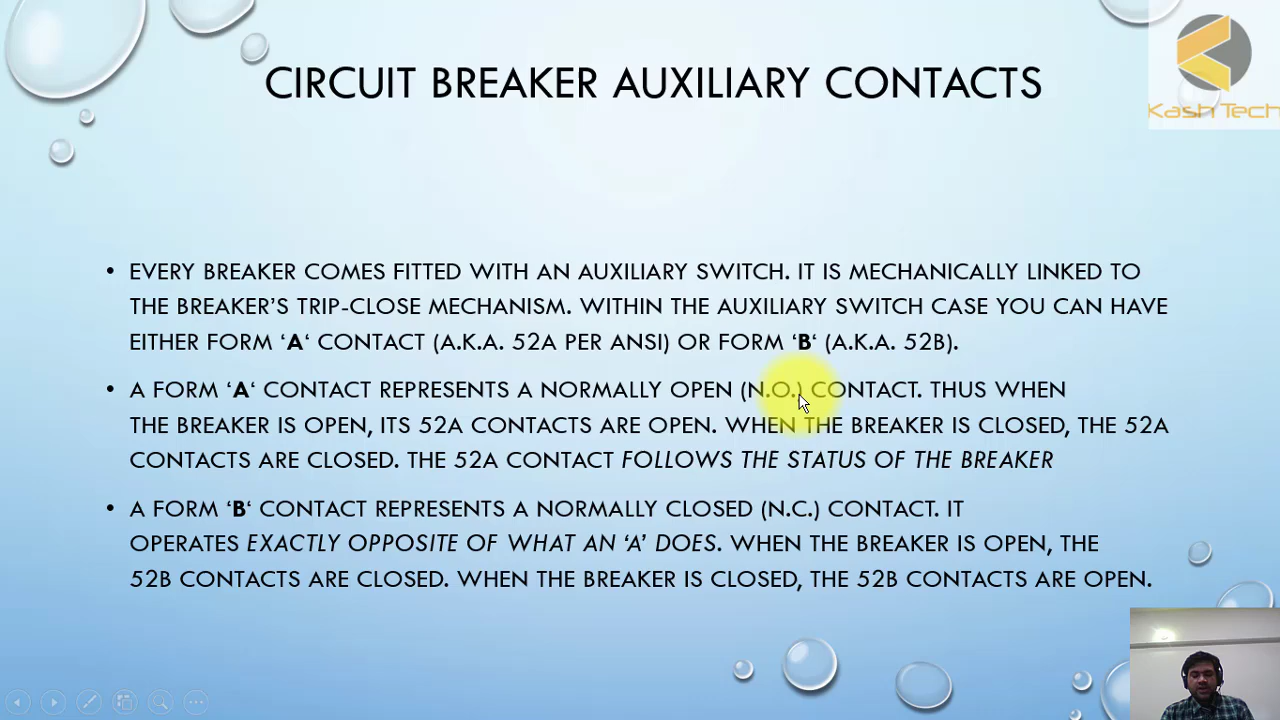 CIRCUIT BREAKER AUXILIARY CONTACTS
Kash Tech
• EVERY BREAKER COMES FITTED WITH AN AUXILIARY SWITCH. IT IS MECHANICALLY LINKED TO
THE BREAKER’S TRIP-CLOSE MECHANISM. WITHIN THE AUXILIARY SWITCH CASE YOU CAN HAVE
EITHER FORM ‘A‘ CONTACT (A.K.A. 52A PER ANSI) OR FORM ‘B‘ (A.K.A. 52B).
• A FORM ‘A‘ CONTACT REPRESENTS A NORMALLY OPEN (N.O.) CONTACT. THUS WHEN
THE BREAKER IS OPEN, ITS 52A CONTACTS ARE OPEN. WHEN THE BREAKER IS CLOSED, THE 52A
CONTACTS ARE CLOSED. THE 52A CONTACT FOLLOWS THE STATUS OF THE BREAKER
• A FORM ‘B‘ CONTACT REPRESENTS A NORMALLY CLOSED (N.C.) CONTACT. IT
OPERATES EXACTLY OPPOSITE OF WHAT AN ‘A’ DOES. WHEN THE BREAKER IS OPEN, THE
52B CONTACTS ARE CLOSED. WHEN THE BREAKER IS CLOSED, THE 52B CONTACTS ARE OPEN.